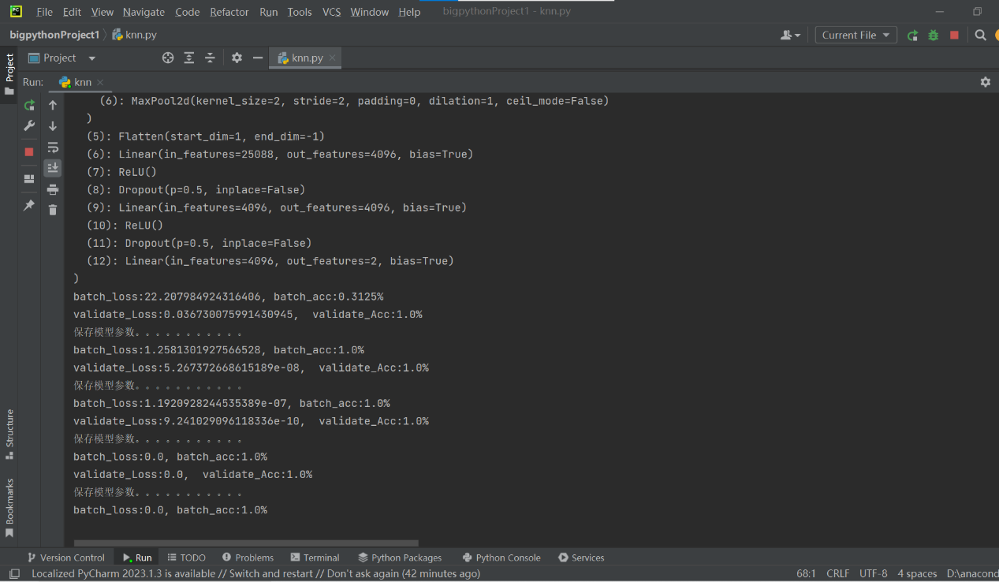 File Edit View Navigate Code Refactor Run Tools VCS Window Help bigpythonProject1 - knn.py
bigpythonProject1 knn.py Current File
Project knn.py
Run: knn
(6): MaxPool2d(kernel_size=2, stride=2, padding=0, dilation=1, ceil_mode=False)
)
(5): Flatten(start_dim=1, end_dim=-1)
(6): Linear(in_features=25088, out_features=4096, bias=True)
(7): ReLU()
(8): Dropout(p=0.5, inplace=False)
(9): Linear(in_features=4096, out_features=4096, bias=True)
(10): ReLU()
(11): Dropout(p=0.5, inplace=False)
(12): Linear(in_features=4096, out_features=2, bias=True)
)
batch_loss:22.207984924316406, batch_acc:0.3125%
validate_Loss:0.036730075991430945,  validate_Acc:1.0%
保存模型参数。。。。。。。。。。。
batch_loss:1.2581301927566528, batch_acc:1.0%
validate_Loss:5.267372668615189e-08,  validate_Acc:1.0%
保存模型参数。。。。。。。。。。。
batch_loss:1.1920928244535389e-07, batch_acc:1.0%
validate_Loss:9.241029096118336e-10,  validate_Acc:1.0%
保存模型参数。。。。。。。。。。。
batch_loss:0.0, batch_acc:1.0%
validate_Loss:0.0,  validate_Acc:1.0%
保存模型参数。。。。。。。。。。。
batch_loss:0.0, batch_acc:1.0%
Project
Structure
Bookmarks
Version Control Run TODO Problems Terminal Python Packages Python Console Services
Localized PyCharm 2023.1.3 is available // Switch and restart // Don't ask again (42 minutes ago) 68:1 CRLF UTF-8 4 spaces D:\anacond